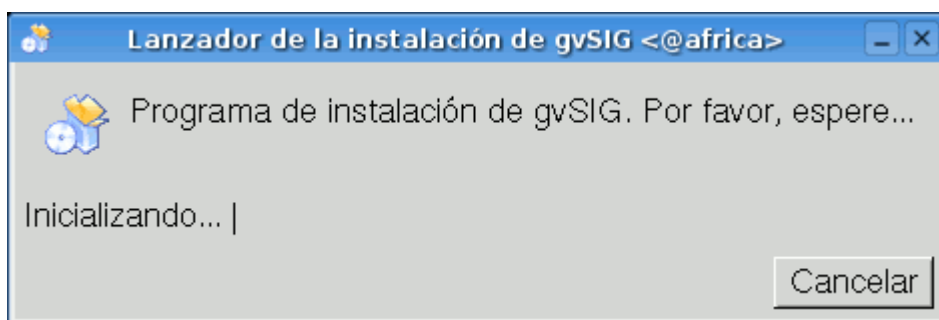 Lanzador de la instalación de gvSIG <@africa>
Programa de instalación de gvSIG. Por favor, espere...
Inicializando... |
Cancelar